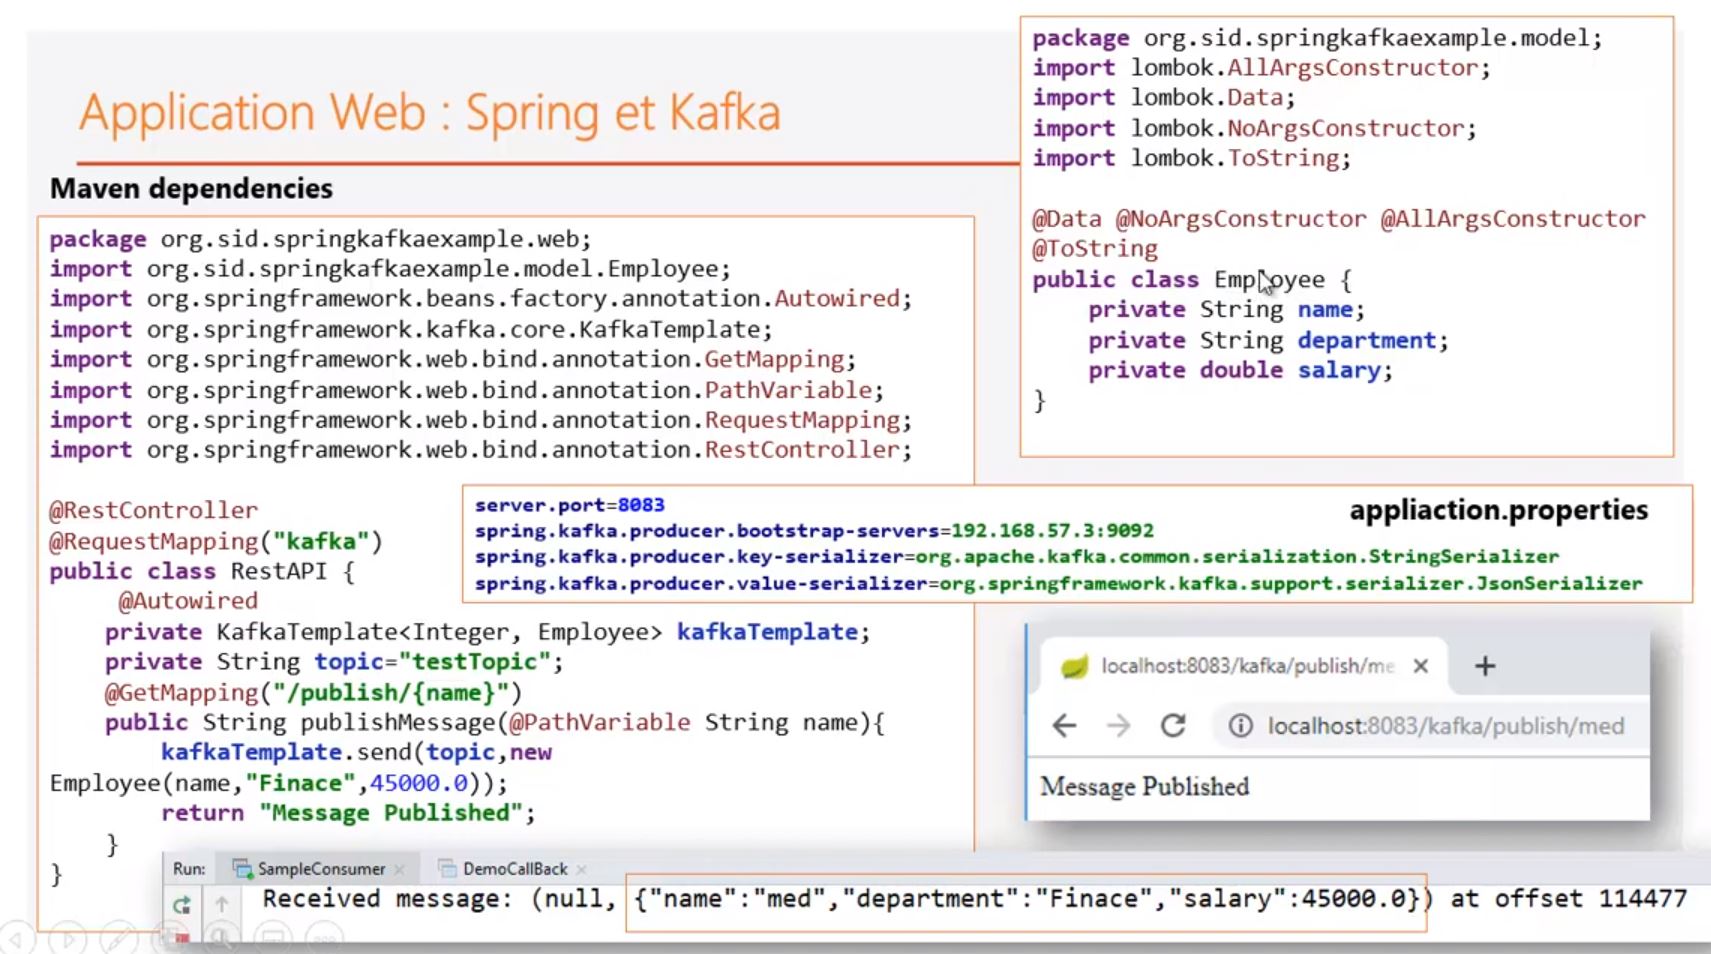 Application Web : Spring et Kafka
Maven dependencies
package org.sid.springkafkaexample.web;
import org.sid.springkafkaexample.model.Employee;
import org.springframework.beans.factory.annotation.Autowired;
import org.springframework.kafka.core.KafkaTemplate;
import org.springframework.web.bind.annotation.GetMapping;
import org.springframework.web.bind.annotation.PathVariable;
import org.springframework.web.bind.annotation.RequestMapping;
import org.springframework.web.bind.annotation.RestController;
@RestController
@RequestMapping("kafka")
public class RestAPI {
@Autowired
private KafkaTemplate<Integer, Employee> kafkaTemplate;
private String topic="testTopic";
@GetMapping("/publish/{name}")
public String publishMessage(@PathVariable String name){
kafkaTemplate.send(topic,new
Employee(name,"Finace",45000.0));
return "Message Published";
}
}
package org.sid.springkafkaexample.model;
import lombok.AllArgsConstructor;
import lombok.Data;
import lombok.NoArgsConstructor;
import lombok.ToString;
@Data @NoArgsConstructor @AllArgsConstructor
@ToString
public class Employee {
private String name;
private String department;
private double salary;
}
appliaction.properties
server.port=8083
spring.kafka.producer.bootstrap-servers=192.168.57.3:9092
spring.kafka.producer.key-serializer=org.apache.kafka.common.serialization.StringSerializer
spring.kafka.producer.value-serializer=org.springframework.kafka.support.serializer.JsonSerializer
localhost:8083/kafka/publish/me
localhost:8083/kafka/publish/med
Message Published
Run: SampleConsumer DemoCallBack
Received message: (null, {"name":"med","department":"Finace","salary":45000.0}) at offset 114477